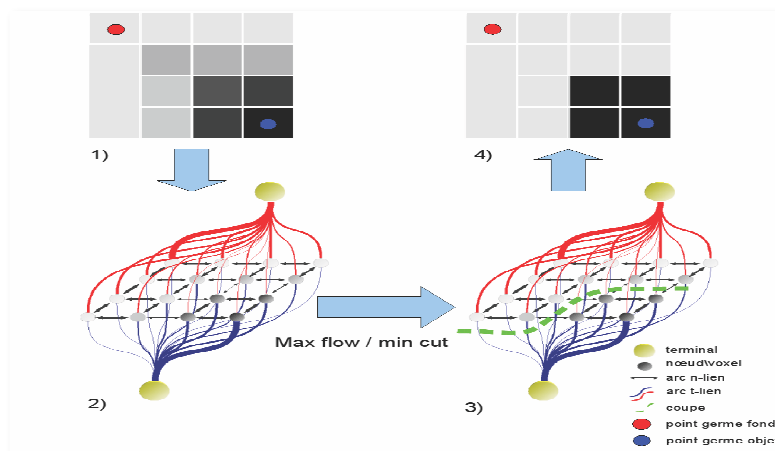 1)
4)
Max flow / min cut
2)
3)
terminal
nœud\voxel
arc n-lien
arc t-lien
coupe
point germe fond
point germe obje